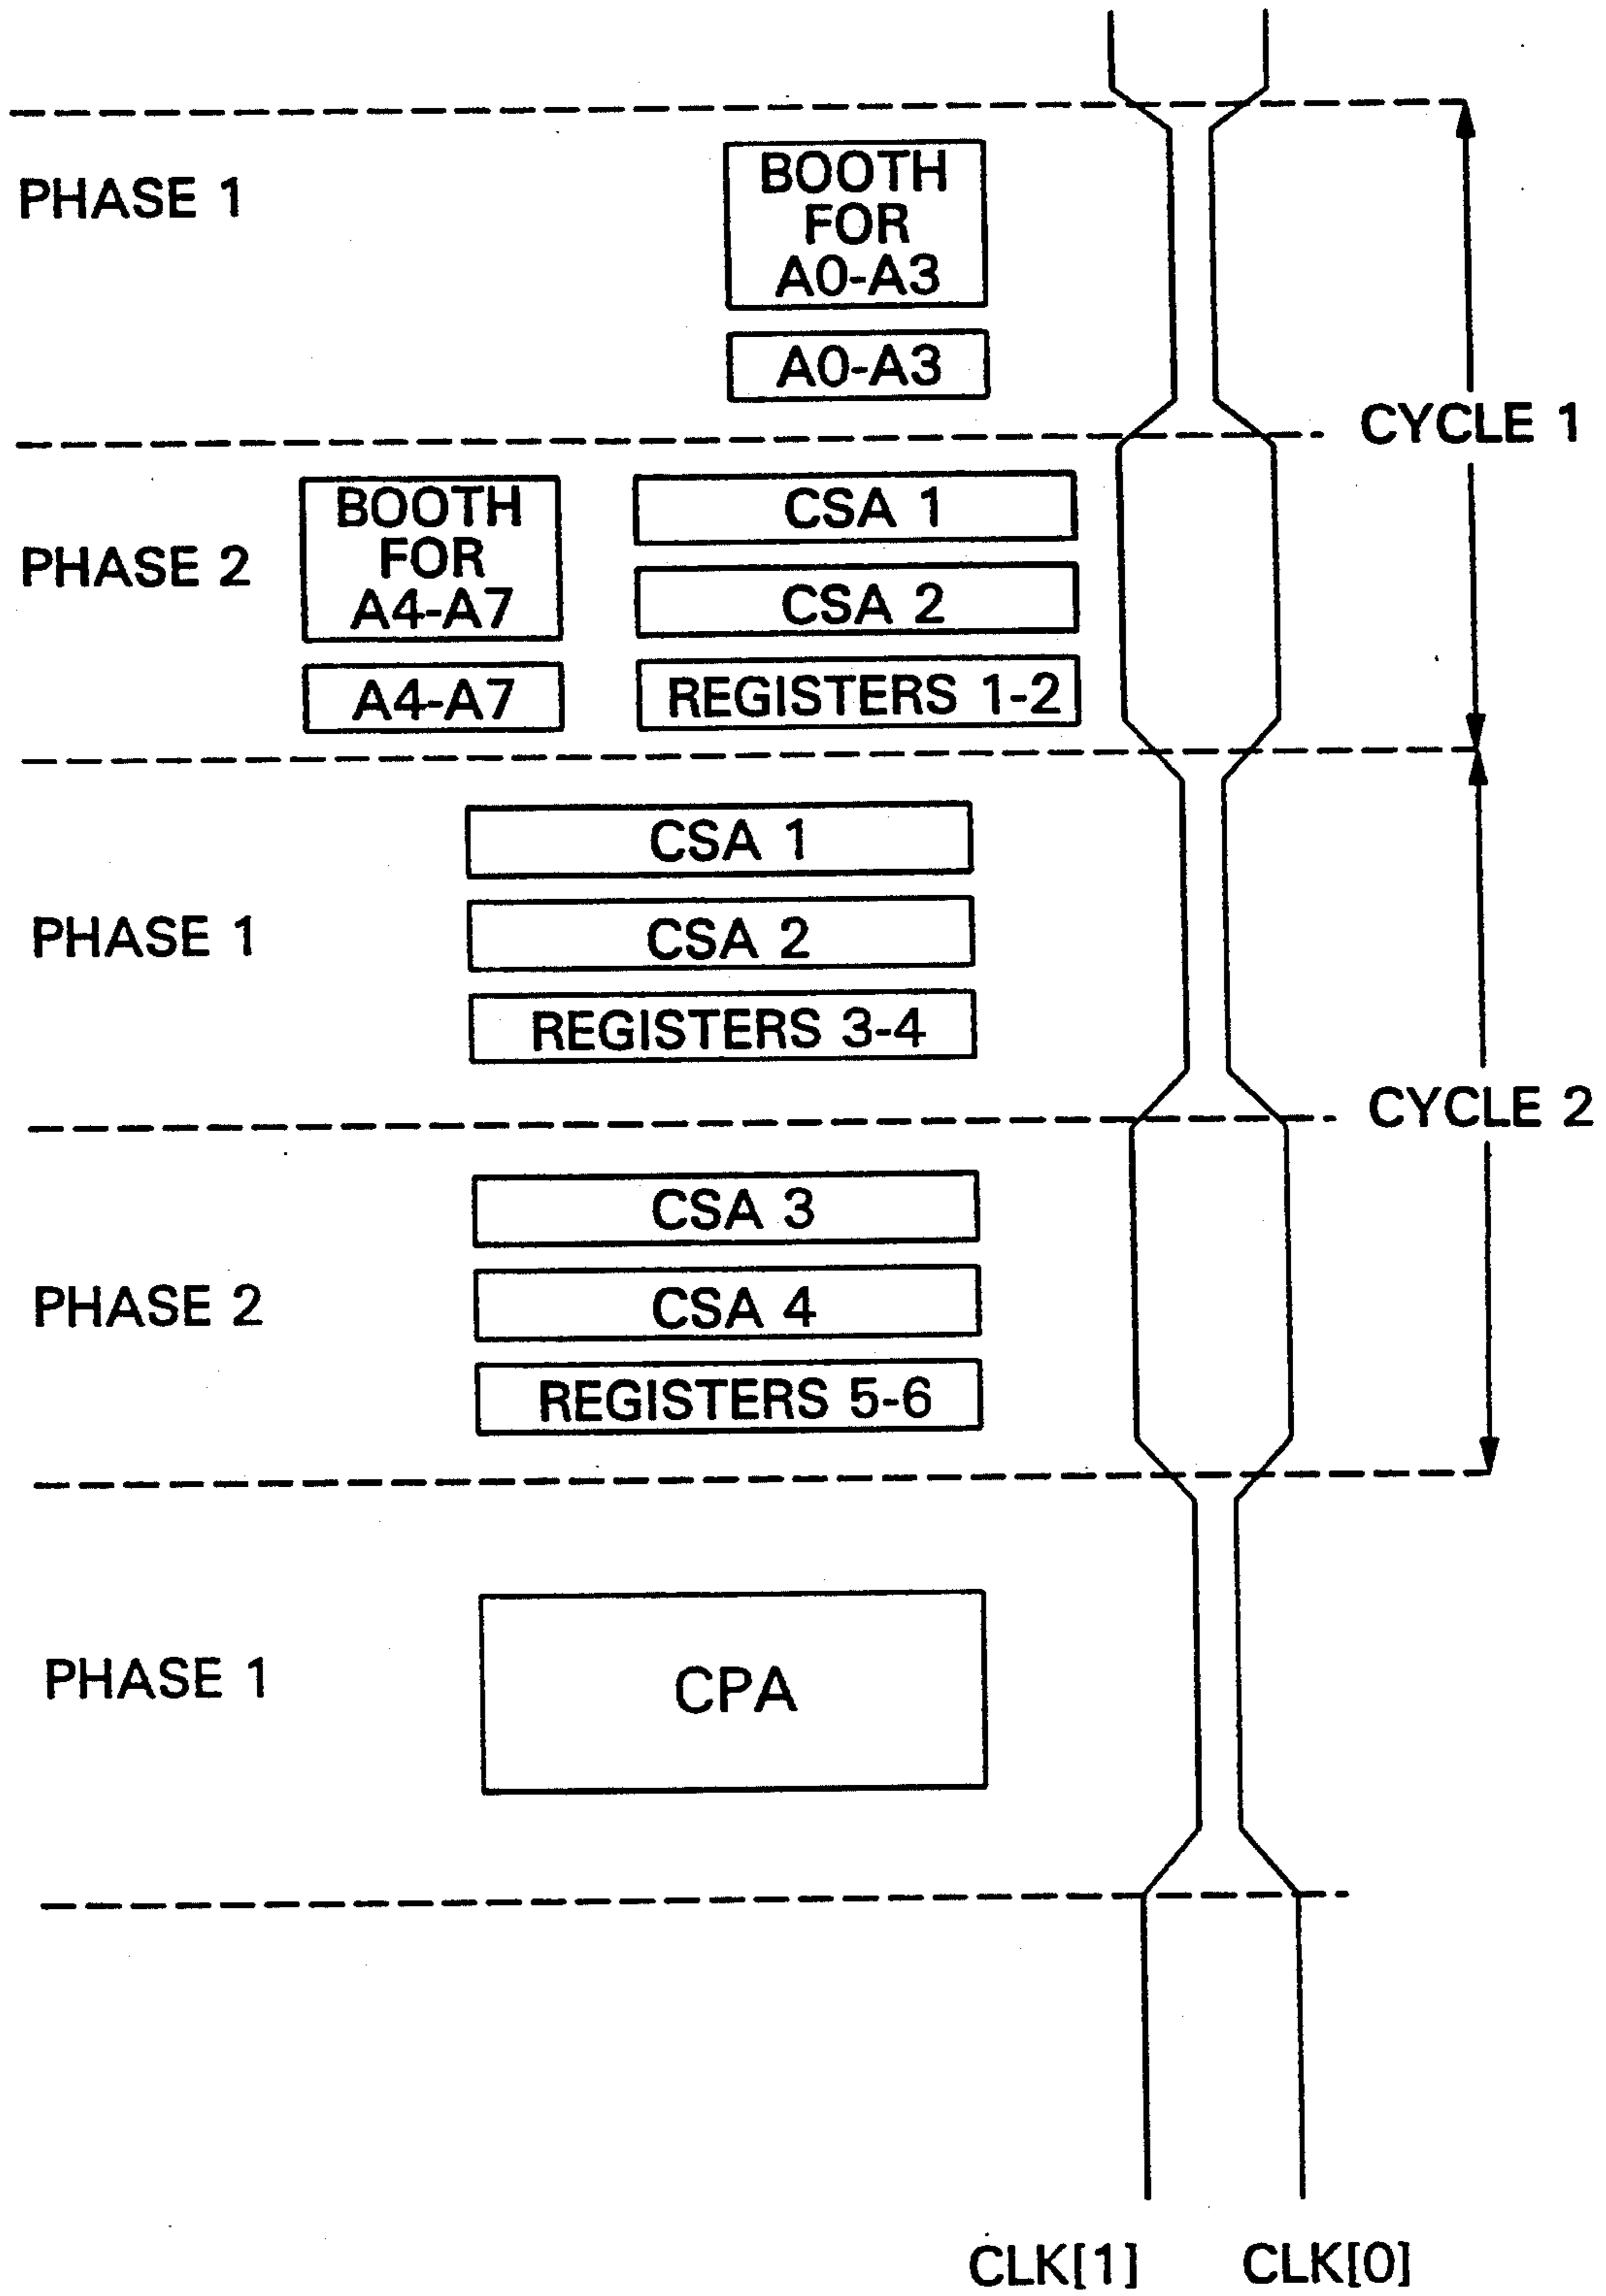 PHASE 1
BOOTH
FOR
A0-A3
A0-A3
CYCLE 1
PHASE 2
BOOTH
FOR
A4-A7
A4-A7
CSA 1
CSA 2
REGISTERS 1-2
PHASE 1
CSA 1
CSA 2
REGISTERS 3-4
CYCLE 2
PHASE 2
CSA 3
CSA 4
REGISTERS 5-6
PHASE 1
CPA
CLK[1]
CLK[0]